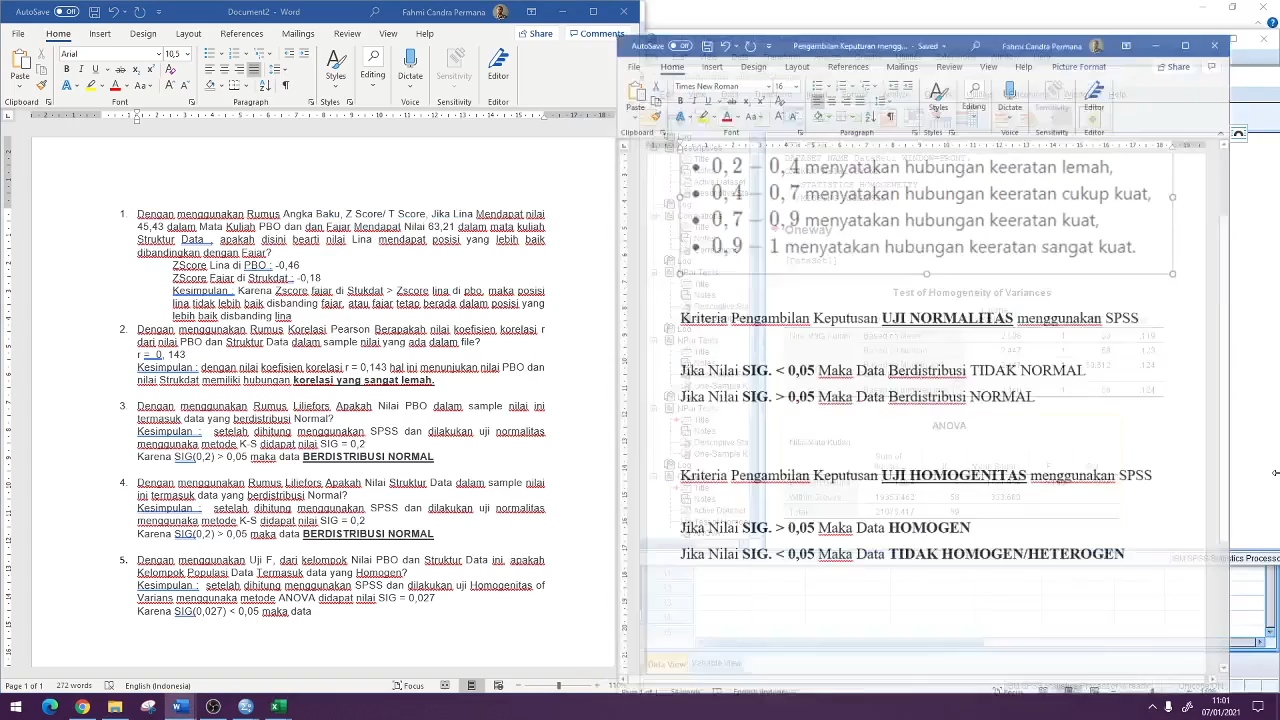 AutoSave Off
File Home Insert Design Layout References Mailings Review View Help Share Comments
Arial 10,5
Paste Styles Editing Dictate Sensitivity Editor
Clipboard Font Paragraph Styles Voice Sensitivity Editor
1. Dengan menggunakan Rumus Angka Baku, Z Score/ T Score, Jika Lina Mendapat nilai
45,43 dalam Mata Kuliah PBO dan dan Fajar Mendapat Nilai 63,21 dalam mata kuliah
Struktur Data , apakah disini bearti nilai Lina mendapat posisi yang lebih baik
dibandingkan dengan Fajar?
ZScore Lina di PBO : -0,46
ZScore Fajar di Strukdat : -0,18
Kesimpulan : Karena Zscore fajar di Stukdat > Zscore lina di pbo, maka posisi
lina tidak lebih baik disbanding fajar, atau fajar tetap berada dalam posisi yang
lebih baik disbanding lina
2. Dengan menggunakan Rumus Korelasi Pearson Berapakah nilai koefisien korelasi r
dari nilai PBO dan Struktur Data dalam sample nilai yang ada dalam file?
r = 0, 143
Kesimpulan : dengan nilai koefisien korelasi r = 0,143 hal ini menunjukan nilai PBO dan
nilai Strukdat memiliki hubungan korelasi yang sangat lemah.
3. Dengan menggunakan Rumus Liliefors, Apakah Nilai PBO dalam sample nilai ini
termasuk data yang berdistribusi Normal?
Kesimpulan : setelah dihitung menggunakan SPSS dan dilakukan uji normalitas
menggunaka metode K-S didapat nilai SIG = 0,2
Karena SIG(0,2) > 0,05 maka data BERDISTRIBUSI NORMAL
4. Dengan menggunakan Rumus Liliefors, Apakah Nilai Struktur Data dalam sample nilai
ini termasuk data yang berdistribusi Normal?
Kesimpulan : setelah dihitung menggunakan SPSS dan dilakukan uji normalitas
menggunaka metode K-S didapat nilai SIG = 0,2
Karena SIG(0,2) > 0,05 maka data BERDISTRIBUSI NORMAL
5. Dengan menggunakan Uji F, dari kelompok Nilai PBO dan Struktur Data ini, apakah
Kelompok Populasi Data Termasuk data yang Homogen?
Kesimpulan : setelah dihitung menggunakan SPSS dan dilakukan uji Homogenitas of
Varians menggunaka metode ANOVA didapat nilai SIG = 0,027
Karena SIG(0,027) < 0,05 maka data
Page 1 of 1 272 words English (Indonesia) Focus 110%
AutoSave Off Pengambilan Keputusan mengg... - Saved Fahmi Candra Permana
File Home Insert Design Layout References Mailings Review View Help Picture Format Share
Times New Roman 16
Paste Styles Editing Dictate Sensitivity Editor
Clipboard Font Paragraph Styles Voice Sensitivity Editor
• 0, 2 − 0, 4 menyatakan hubungan keeratan lemah,
• 0, 4 − 0, 7 menyatakan hubungan keeratan cukup kuat,
• 0, 7 − 0, 9 menyatakan hubungan keeratan kuat,
Oneway
• 0, 9 − 1 menyatakan hubungan keeratan sangat kuat.
Test of Homogeneity of Variances
Kriteria Pengambilan Keputusan UJI NORMALITAS menggunakan SPSS
Jika Nilai SIG. < 0,05 Maka Data Berdistribusi TIDAK NORMAL
Jika Nilai SIG. > 0,05 Maka Data Berdistribusi NORMAL
ANOVA
Kriteria Pengambilan Keputusan UJI HOMOGENITAS menggunakan SPSS
Jika Nilai SIG. > 0,05 Maka Data HOMOGEN
Jika Nilai SIG. < 0,05 Maka Data TIDAK HOMOGEN/HETEROGEN
Data View Variable View
11:01
07/01/2021